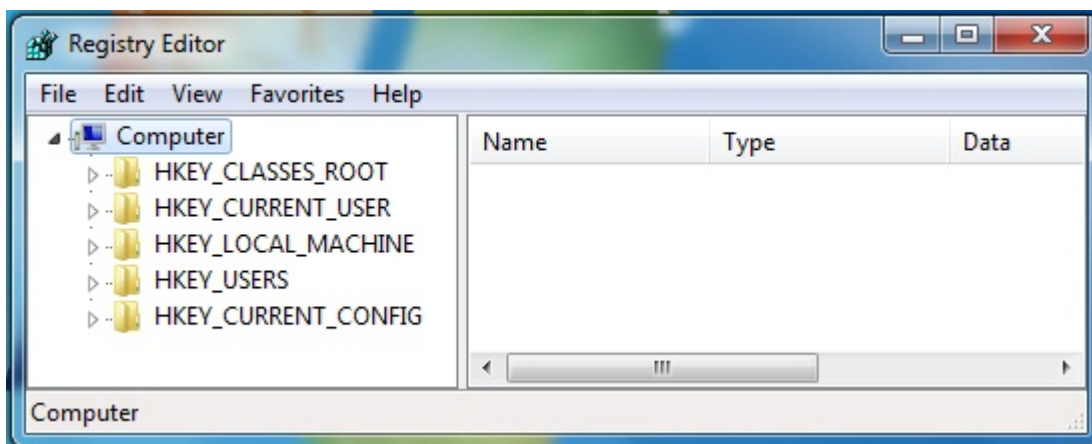 Registry Editor
File Edit View Favorites Help
Computer
HKEY_CLASSES_ROOT
HKEY_CURRENT_USER
HKEY_LOCAL_MACHINE
HKEY_USERS
HKEY_CURRENT_CONFIG
Name Type Data
Computer